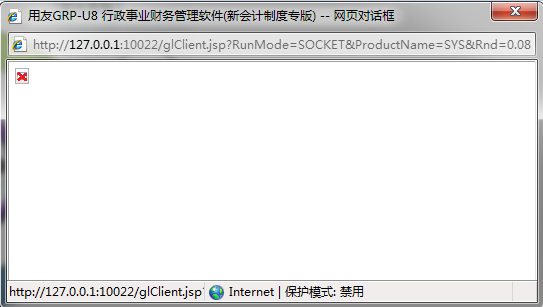 用友GRP-U8 行政事业财务管理软件(新会计制度专版) -- 网页对话框
http://127.0.0.1:10022/glClient.jsp?RunMode=SOCKET&ProductName=SYS&Rnd=0.08
http://127.0.0.1:10022/glClient.jsp? Internet | 保护模式: 禁用